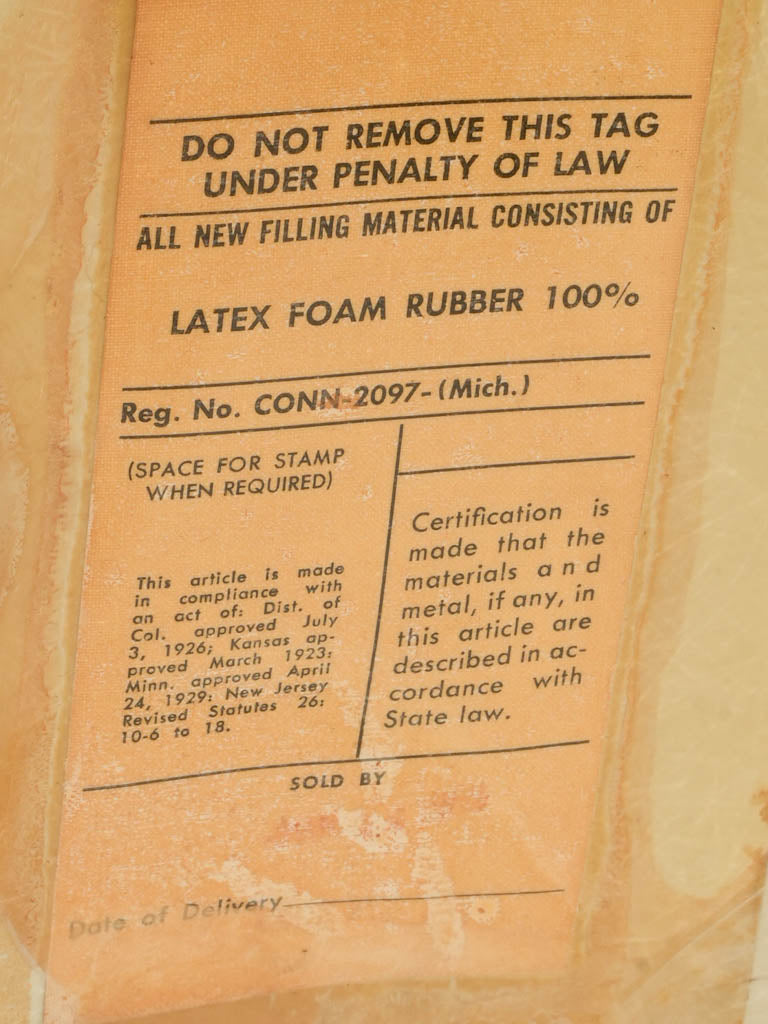 DO NOT REMOVE THIS TAG
UNDER PENALTY OF LAW
ALL NEW FILLING MATERIAL CONSISTING OF
LATEX FOAM RUBBER 100%
Reg. No. CONN-2097-(Mich.)
(SPACE FOR STAMP
WHEN REQUIRED)
This article is made
in compliance with
an act of: Dist. of
Col. approved July
3, 1926; Kansas ap-
proved March 1923:
Minn. approved April
24, 1929: New Jersey
Revised Statutes 26:
10-6 to 18.
Certification is
made that the
materials and
metal, if any, in
this article are
described in ac-
cordance with
State law.
SOLD BY
Date of Delivery